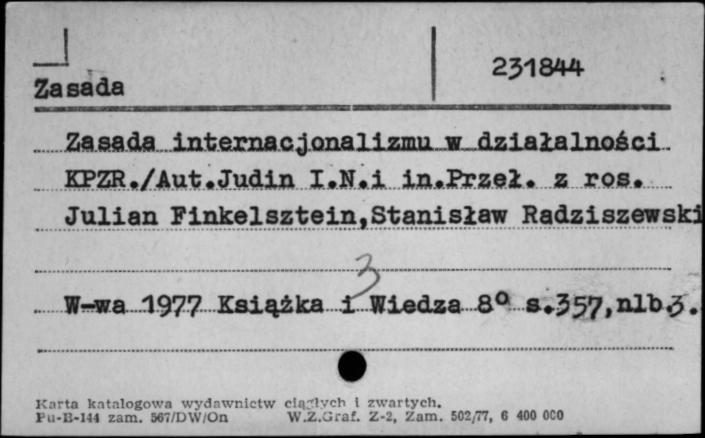 231844
Zasada
Zasada internacjonalizmu w działalności
KPZR./Aut.Judin I.N.i in.Przeł. z ros.
Julian Finkelsztein,Stanisław Radziszewski
3
W-wa 1977 Książka i Wiedza 8° s.357,nlb.3.
Karta katalogowa wydawnictw ciągłych i zwartych.
Pu-B-144 zam. 567/DW/On W.Z.Graf. Z-2, Zam. 502/77, 6 400 000